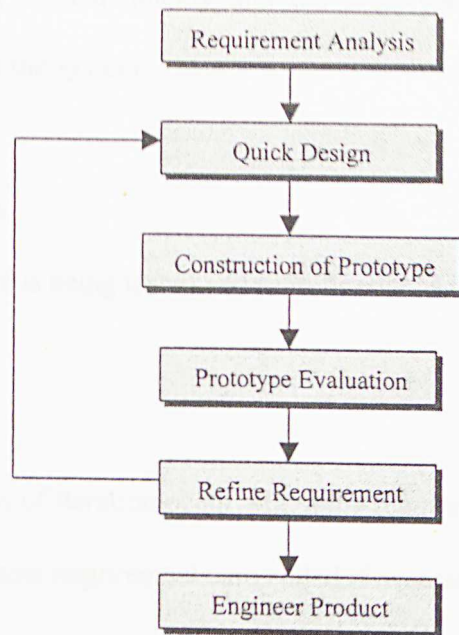 Requirement Analysis
Quick Design
Construction of Prototype
Prototype Evaluation
Refine Requirement
Engineer Product